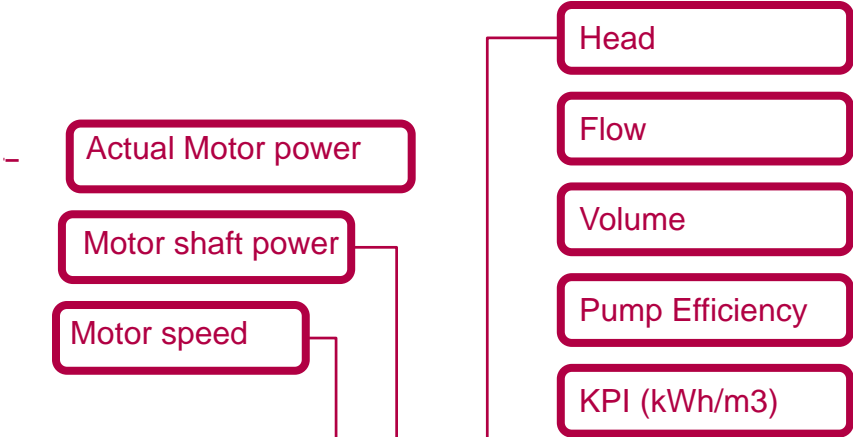 Head
Flow
Volume
Pump Efficiency
KPI (kWh/m3)
Actual Motor power
Motor shaft power
Motor speed